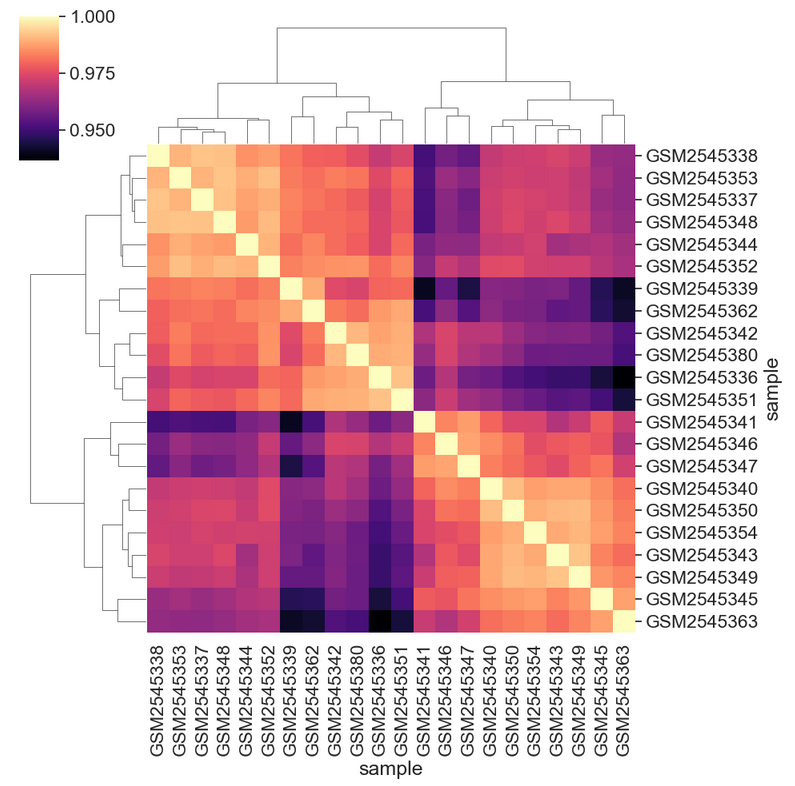 1.000
0.975
0.950
GSM2545338
GSM2545353
GSM2545337
GSM2545348
GSM2545344
GSM2545352
GSM2545339
GSM2545362
GSM2545342
GSM2545380
GSM2545336
GSM2545351
GSM2545341
GSM2545346
GSM2545347
GSM2545340
GSM2545350
GSM2545354
GSM2545343
GSM2545349
GSM2545345
GSM2545363
sample
GSM2545338
GSM2545353
GSM2545337
GSM2545348
GSM2545344
GSM2545352
GSM2545339
GSM2545362
GSM2545342
GSM2545380
GSM2545336
GSM2545351
GSM2545341
GSM2545346
GSM2545347
GSM2545340
GSM2545350
GSM2545354
GSM2545343
GSM2545349
GSM2545345
GSM2545363
sample